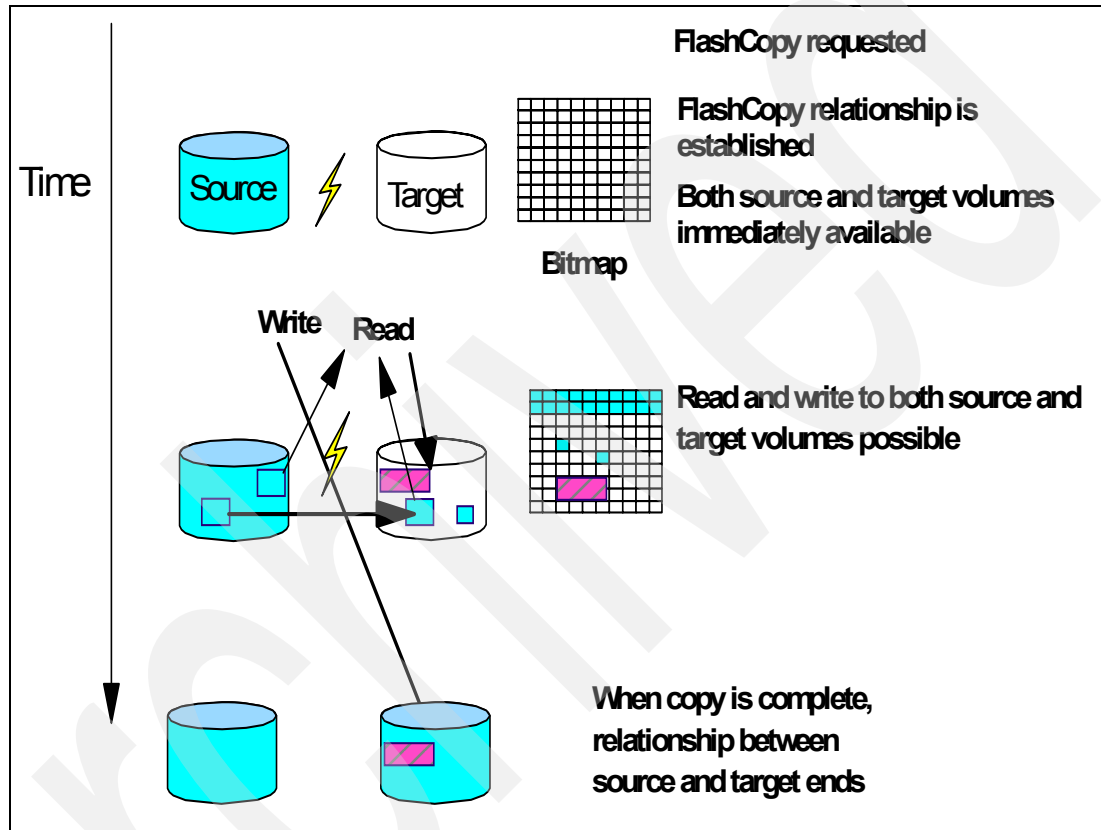 FlashCopy requested
FlashCopy relationship is
established
Time
Source
Target
Both source and target volumes
immediately available
Bitmap
Write
Read
Read and write to both source and
target volumes possible
When copy is complete,
relationship between
source and target ends